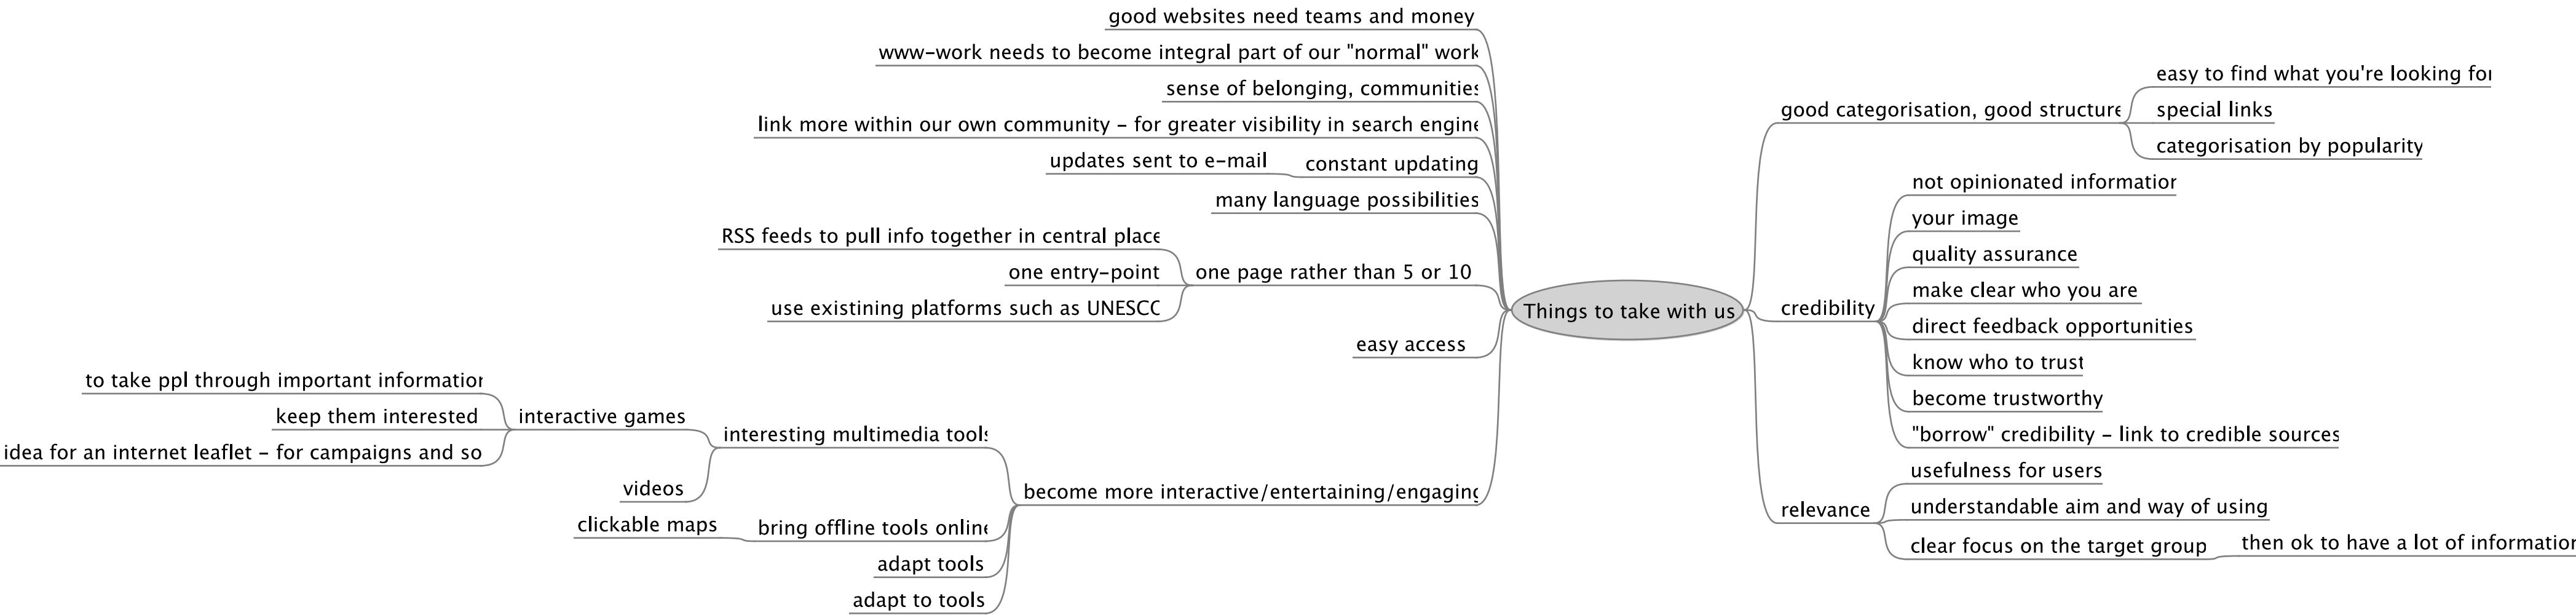 good websites need teams and money
www-work needs to become integral part of our "normal" work
sense of belonging, communities
link more within our own community - for greater visibility in search engine
updates sent to e-mail
constant updating
many language possibilities
RSS feeds to pull info together in central place
one entry-point
use existining platforms such as UNESCO
one page rather than 5 or 10
easy access
to take ppl through important information
keep them interested
idea for an internet leaflet - for campaigns and so
interactive games
videos
interesting multimedia tools
clickable maps
bring offline tools online
adapt tools
adapt to tools
become more interactive/entertaining/engaging
Things to take with us
good categorisation, good structure
easy to find what you're looking for
special links
categorisation by popularity
credibility
not opinionated information
your image
quality assurance
make clear who you are
direct feedback opportunities
know who to trust
become trustworthy
"borrow" credibility - link to credible sources
relevance
usefulness for users
understandable aim and way of using
clear focus on the target group
then ok to have a lot of information